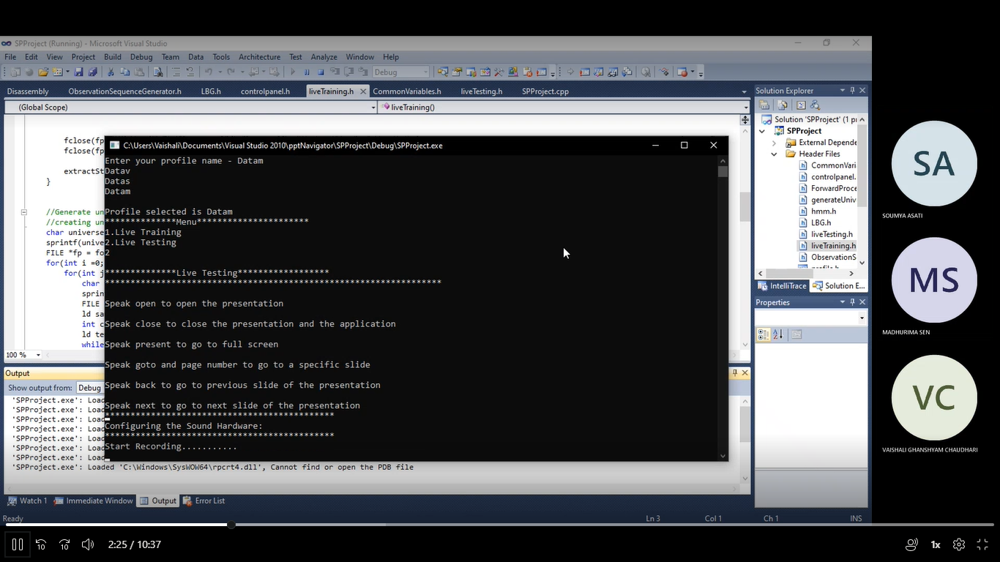 SPProject (Running) - Microsoft Visual Studio
File Edit View Project Build Debug Team Data Tools Architecture Test Analyze Window Help
Debug
Disassembly ObservationSequenceGenerator.h LBG.h controlpanel.h liveTraining.h CommonVariables.h liveTesting.h SPProject.cpp
(Global Scope) liveTraining()
fclose(fp
fclose(fp
extractSt
}
//Generate un
//creating un
char universe
sprintf(unive
FILE *fp = fo
for(int i =0;
for(int j
char
sprin
FILE
ld sa
int c
ld te
while
100 %
C:\Users\Vaishali\Documents\Visual Studio 2010\pptNavigator\SPProject\Debug\SPProject.exe
Enter your profile name - Datam
Datav
Datas
Datam
Profile selected is Datam
**************Menu**********************
1.Live Training
2.Live Testing
2
**************Live Testing******************
******************************************************************
Speak open to open the presentation
Speak close to close the presentation and the application
Speak present to go to full screen
Speak goto and page number to go to a specific slide
Speak back to go to previous slide of the presentation
Speak next to go to next slide of the presentation
*********************************************
Configuring the Sound Hardware:
*********************************************
Start Recording...........
Output
Show output from: Debug
'SPProject.exe': Load
'SPProject.exe': Load
'SPProject.exe': Load
'SPProject.exe': Load
'SPProject.exe': Load
'SPProject.exe': Load
'SPProject.exe': Load
'SPProject.exe': Loaded 'C:\Windows\SysWOW64\rpcrt4.dll', Cannot find or open the PDB file
Watch 1 Immediate Window Output Error List
Ready Ln 3 Col 1 Ch 1 INS
Solution Explorer
Solution 'SPProject' (1 pr
SPProject
External Depende
Header Files
CommonVari
controlpanel.
ForwardProce
generateUniv
hmm.h
LBG.h
liveTesting.h
liveTraining.h
ObservationS
IntelliTrace Solution E...
Properties
SA
SOUMYA ASATI
MS
MADHURIMA SEN
VC
VAISHALI GHANSHYAM CHAUDHARI
10 10 2:25 / 10:37 1x